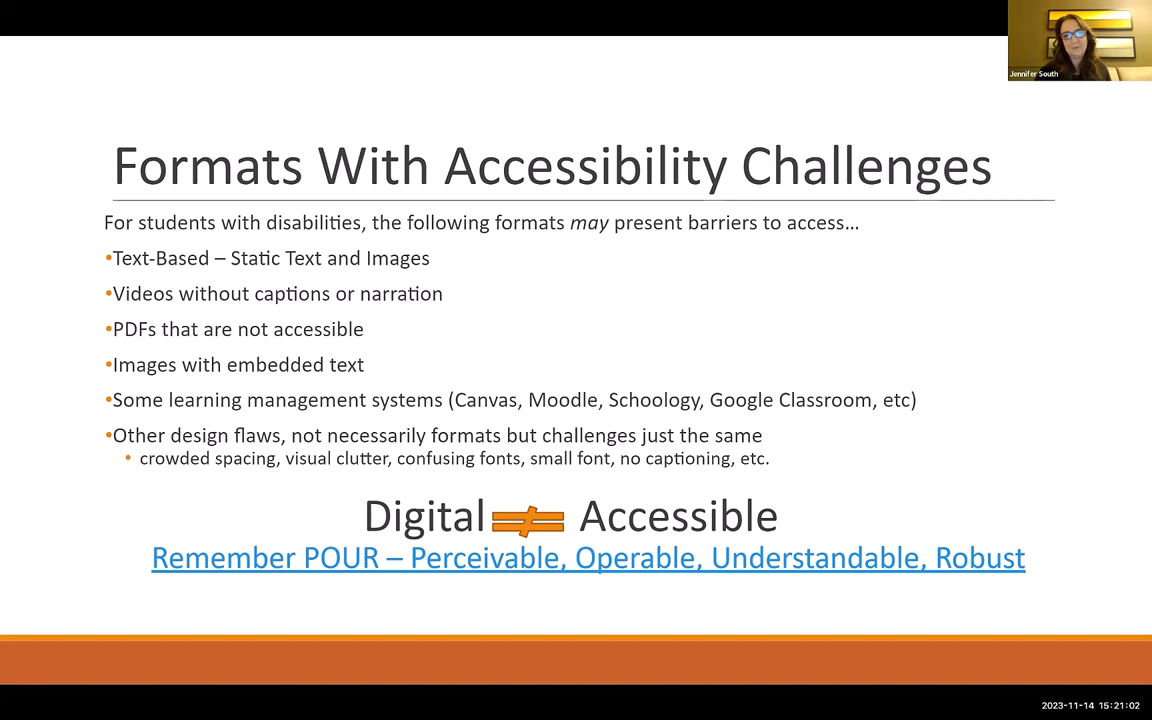 Jennifer South
Formats With Accessibility Challenges
For students with disabilities, the following formats may present barriers to access…
•Text-Based – Static Text and Images
•Videos without captions or narration
•PDFs that are not accessible
•Images with embedded text
•Some learning management systems (Canvas, Moodle, Schoology, Google Classroom, etc)
•Other design flaws, not necessarily formats but challenges just the same
• crowded spacing, visual clutter, confusing fonts, small font, no captioning, etc.
Digital ≠ Accessible
Remember POUR – Perceivable, Operable, Understandable, Robust
2023-11-14 15:21:02